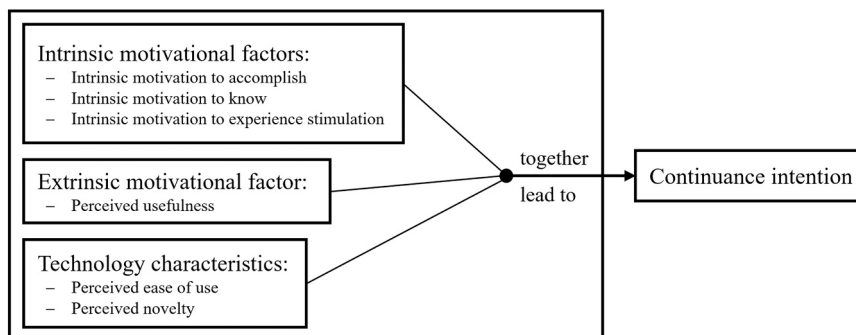 Intrinsic motivational factors:
– Intrinsic motivation to accomplish
– Intrinsic motivation to know
– Intrinsic motivation to experience stimulation
Extrinsic motivational factor:
– Perceived usefulness
Technology characteristics:
– Perceived ease of use
– Perceived novelty
together
lead to
Continuance intention